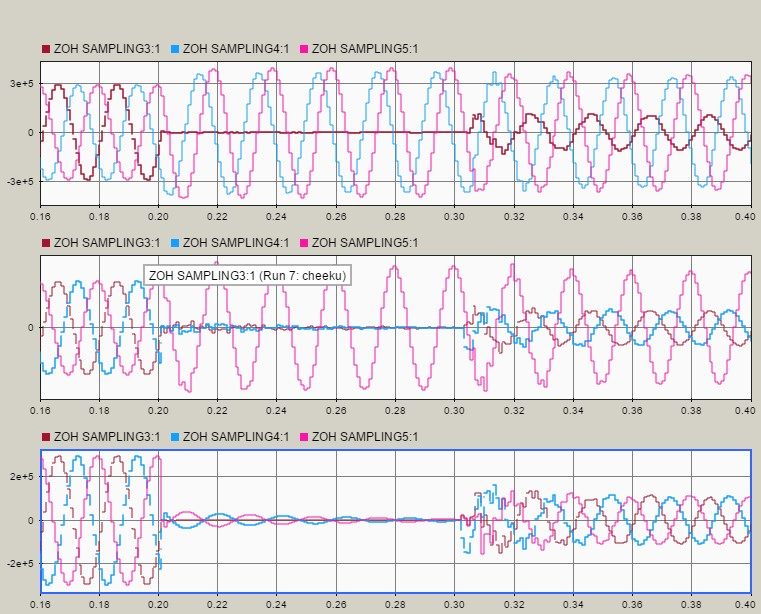 ZOH SAMPLING3:1 ZOH SAMPLING4:1 ZOH SAMPLING5:1
3e+5
0
-3e+5
0.16 0.18 0.20 0.22 0.24 0.26 0.28 0.30 0.32 0.34 0.36 0.38 0.40
ZOH SAMPLING3:1 ZOH SAMPLING4:1 ZOH SAMPLING5:1
ZOH SAMPLING3:1 (Run 7: cheeku)
0
0.16 0.18 0.20 0.22 0.24 0.26 0.28 0.30 0.32 0.34 0.36 0.38 0.40
ZOH SAMPLING3:1 ZOH SAMPLING4:1 ZOH SAMPLING5:1
2e+5
0
-2e+5
0.16 0.18 0.20 0.22 0.24 0.26 0.28 0.30 0.32 0.34 0.36 0.38 0.40